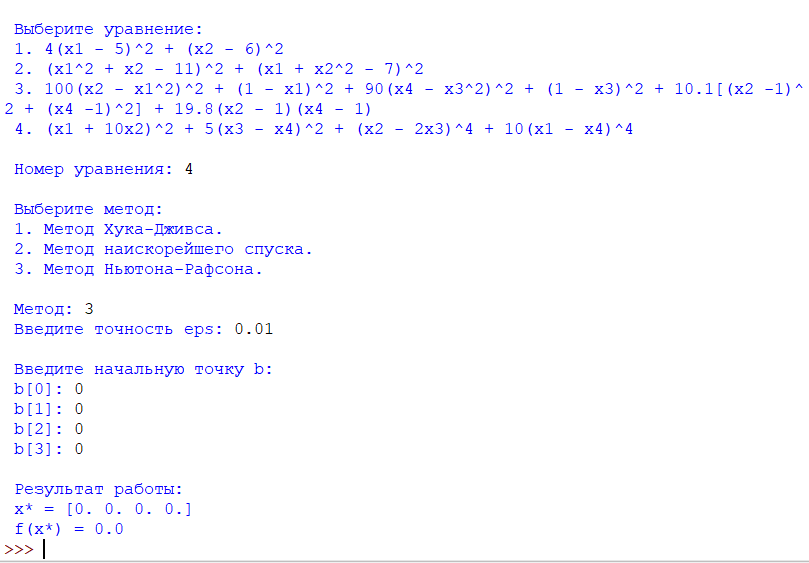 Выберите уравнение:
1. 4(x1 - 5)^2 + (x2 - 6)^2
2. (x1^2 + x2 - 11)^2 + (x1 + x2^2 - 7)^2
3. 100(x2 - x1^2)^2 + (1 - x1)^2 + 90(x4 - x3^2)^2 + (1 - x3)^2 + 10.1[(x2 -1)^
2 + (x4 -1)^2] + 19.8(x2 - 1)(x4 - 1)
4. (x1 + 10x2)^2 + 5(x3 - x4)^2 + (x2 - 2x3)^4 + 10(x1 - x4)^4
Номер уравнения: 4
Выберите метод:
1. Метод Хука-Дживса.
2. Метод наискорейшего спуска.
3. Метод Ньютона-Рафсона.
Метод: 3
Введите точность eps: 0.01
Введите начальную точку b:
b[0]: 0
b[1]: 0
b[2]: 0
b[3]: 0
Результат работы:
x* = [0. 0. 0. 0.]
f(x*) = 0.0
>>>